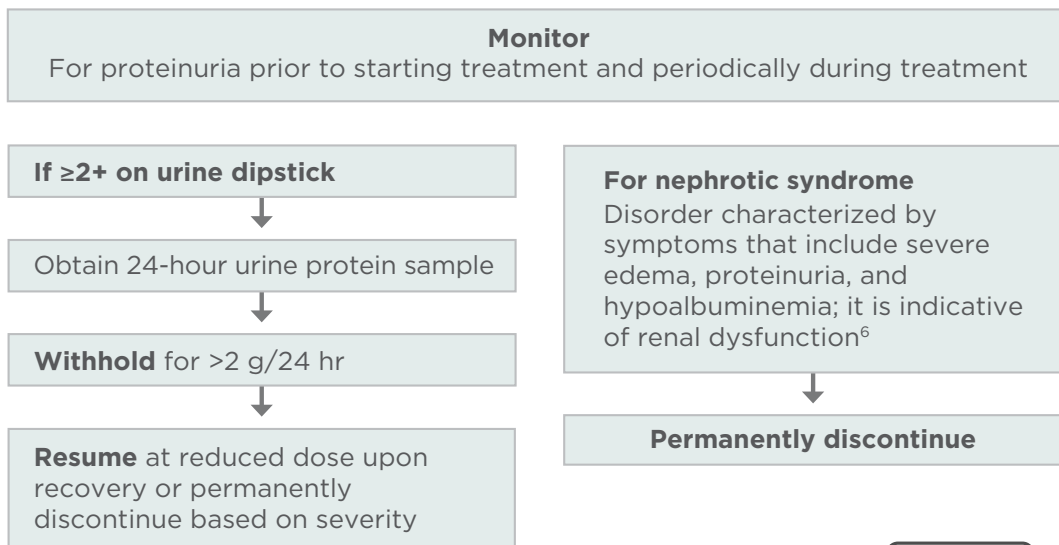 Monitor
For proteinuria prior to starting treatment and periodically during treatment
If ≥2+ on urine dipstick
Obtain 24-hour urine protein sample
Withhold for >2 g/24 hr
Resume at reduced dose upon
recovery or permanently
discontinue based on severity
For nephrotic syndrome
Disorder characterized by
symptoms that include severe
edema, proteinuria, and
hypoalbuminemia; it is indicative
of renal dysfunction⁶
Permanently discontinue